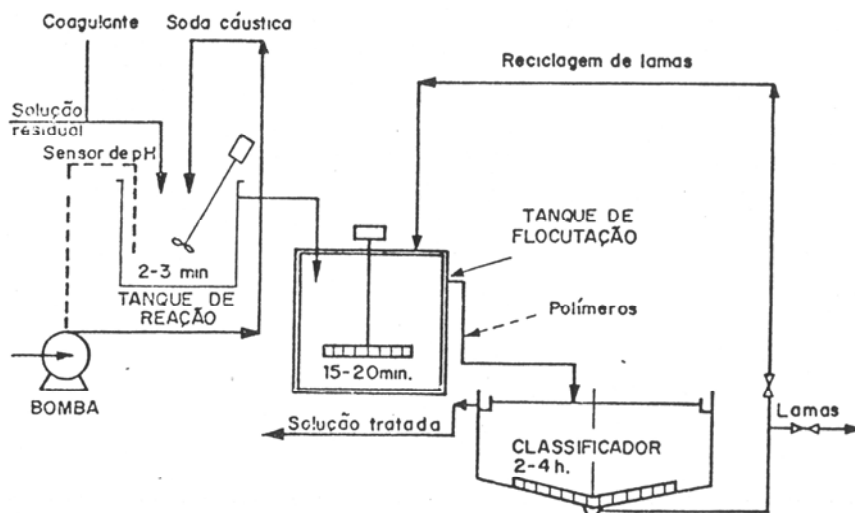 Coagulante
Soda cáustica
Reciclagem de lamas
Solução
residual
Sensor de pH
TANQUE DE
FLOCUTAÇÃO
2-3 min
TANQUE DE
REAÇÃO
Polímeros
15-20min.
BOMBA
Solução tratada
Lamas
CLASSIFICADOR
2-4h.